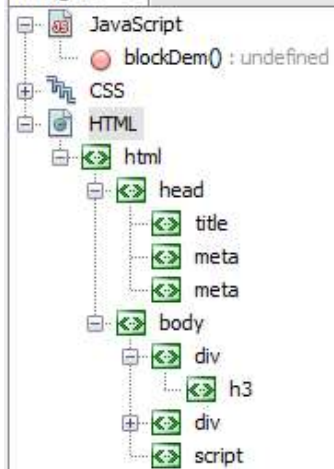 JavaScript
blockDem() : undefined
CSS
HTML
html
head
title
meta
meta
body
div
h3
div
script